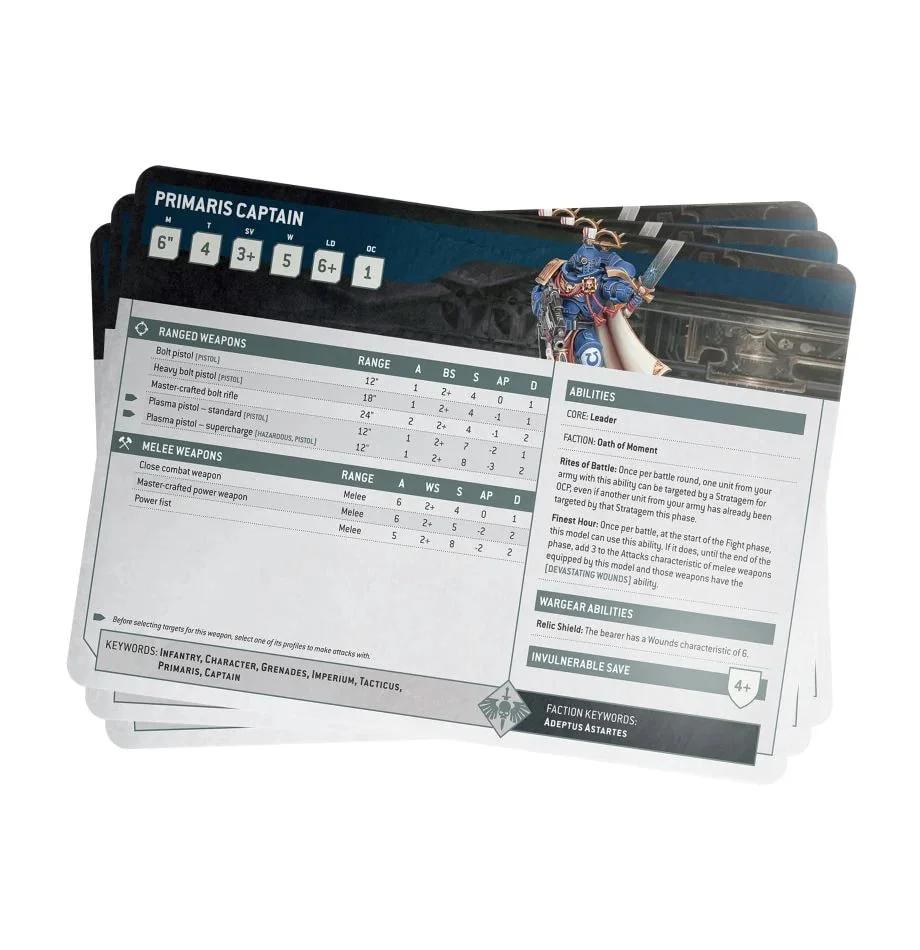 PRIMARIS CAPTAIN
M T SV W LD OC
6" 4 3+ 5 6+ 1
RANGED WEAPONS RANGE A BS S AP D
Bolt pistol [PISTOL] 12" 1 2+ 4 0 1
Heavy bolt pistol [PISTOL] 18" 1 2+ 4 -1 1
Master-crafted bolt rifle 24" 2 2+ 4 -1 2
Plasma pistol – standard [PISTOL] 12" 1 2+ 7 -2 1
Plasma pistol – supercharge [HAZARDOUS, PISTOL] 12" 1 2+ 8 -3 2
MELEE WEAPONS RANGE A WS S AP D
Close combat weapon Melee 6 2+ 4 0 1
Master-crafted power weapon Melee 6 2+ 5 -2 2
Power fist Melee 5 2+ 8 -2 2
Before selecting targets for this weapon, select one of its profiles to make attacks with.
KEYWORDS: INFANTRY, CHARACTER, GRENADES, IMPERIUM, TACTICUS,
PRIMARIS, CAPTAIN
ABILITIES
CORE: Leader
FACTION: Oath of Moment
Rites of Battle: Once per battle round, one unit from your
army with this ability can be targeted by a Stratagem for
0CP, even if another unit from your army has already been
targeted by that Stratagem this phase.
Finest Hour: Once per battle, at the start of the Fight phase,
this model can use this ability. If it does, until the end of the
phase, add 3 to the Attacks characteristic of melee weapons
equipped by this model and those weapons have the
[DEVASTATING WOUNDS] ability.
WARGEAR ABILITIES
Relic Shield: The bearer has a Wounds characteristic of 6.
INVULNERABLE SAVE 4+
FACTION KEYWORDS:
ADEPTUS ASTARTES